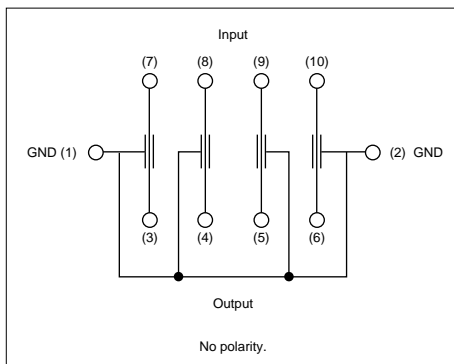 Input
(7) (8) (9) (10)
GND (1) (2) GND
(3) (4) (5) (6)
Output
No polarity.